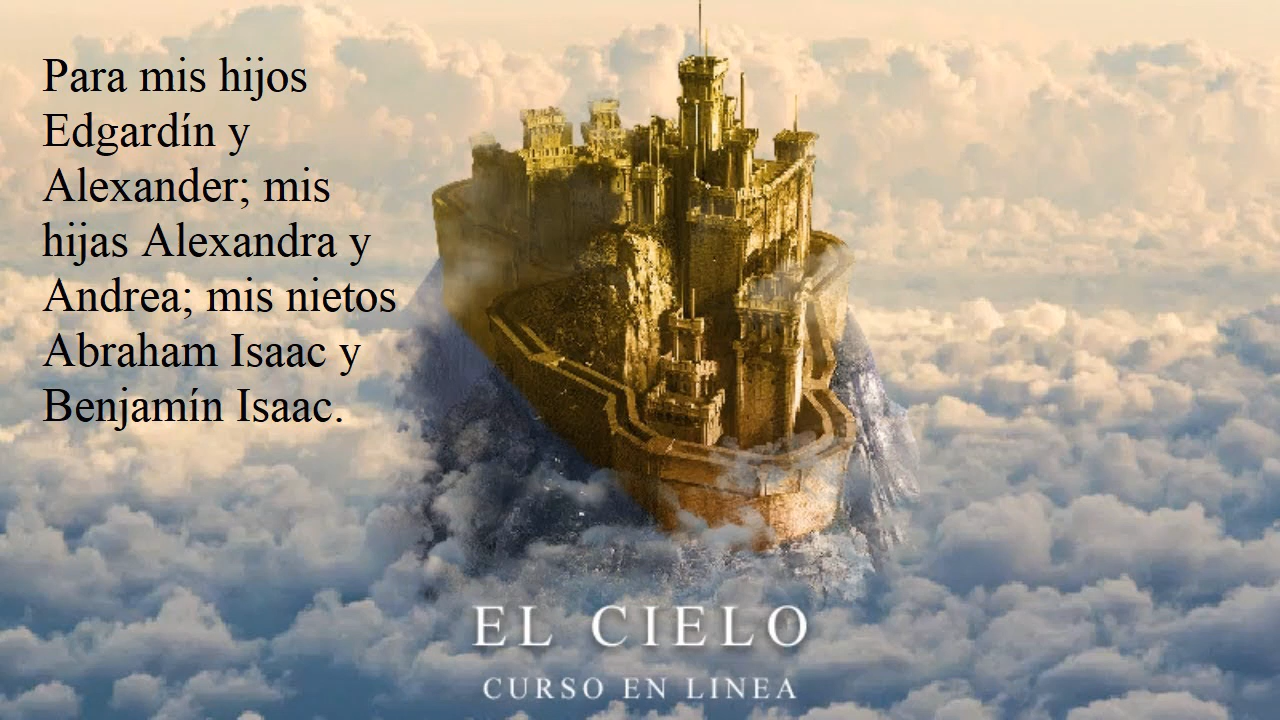 Para mis hijos
Edgardín y
Alexander; mis
hijas Alexandra y
Andrea; mis nietos
Abraham Isaac y
Benjamín Isaac.
EL CIELO
CURSO EN LINEA